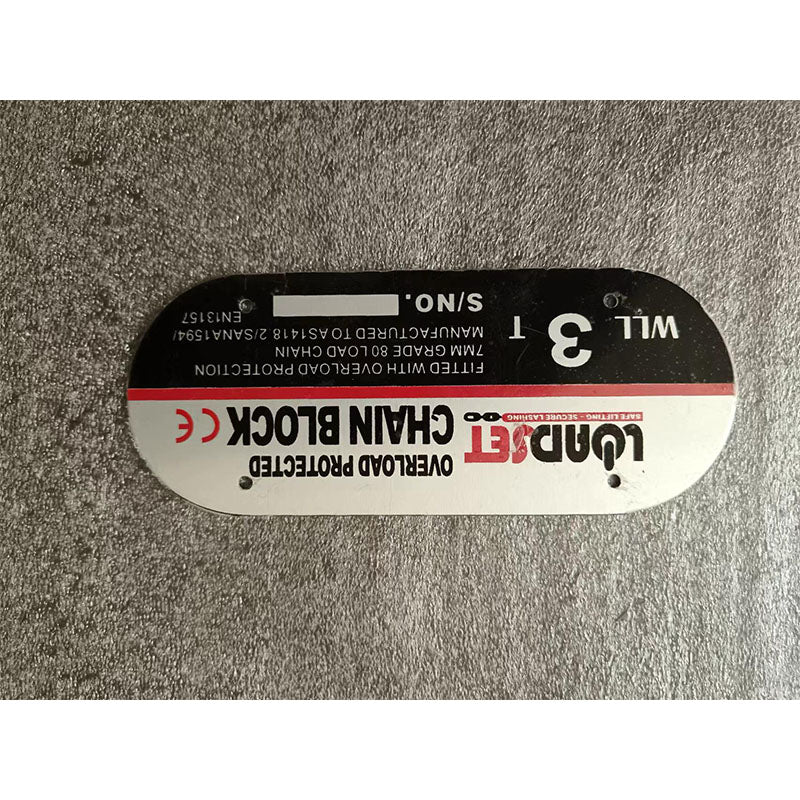 OVERLOAD PROTECTED
LOADSET CHAIN BLOCK CE
SAFE LIFTING - SECURE LASHING
WLL 3 T
FITTED WITH OVERLOAD PROTECTION
7MM GRADE 80 LOAD CHAIN
MANUFACTURED TO AS1418 2/SANA1594/
EN13157
S/NO.